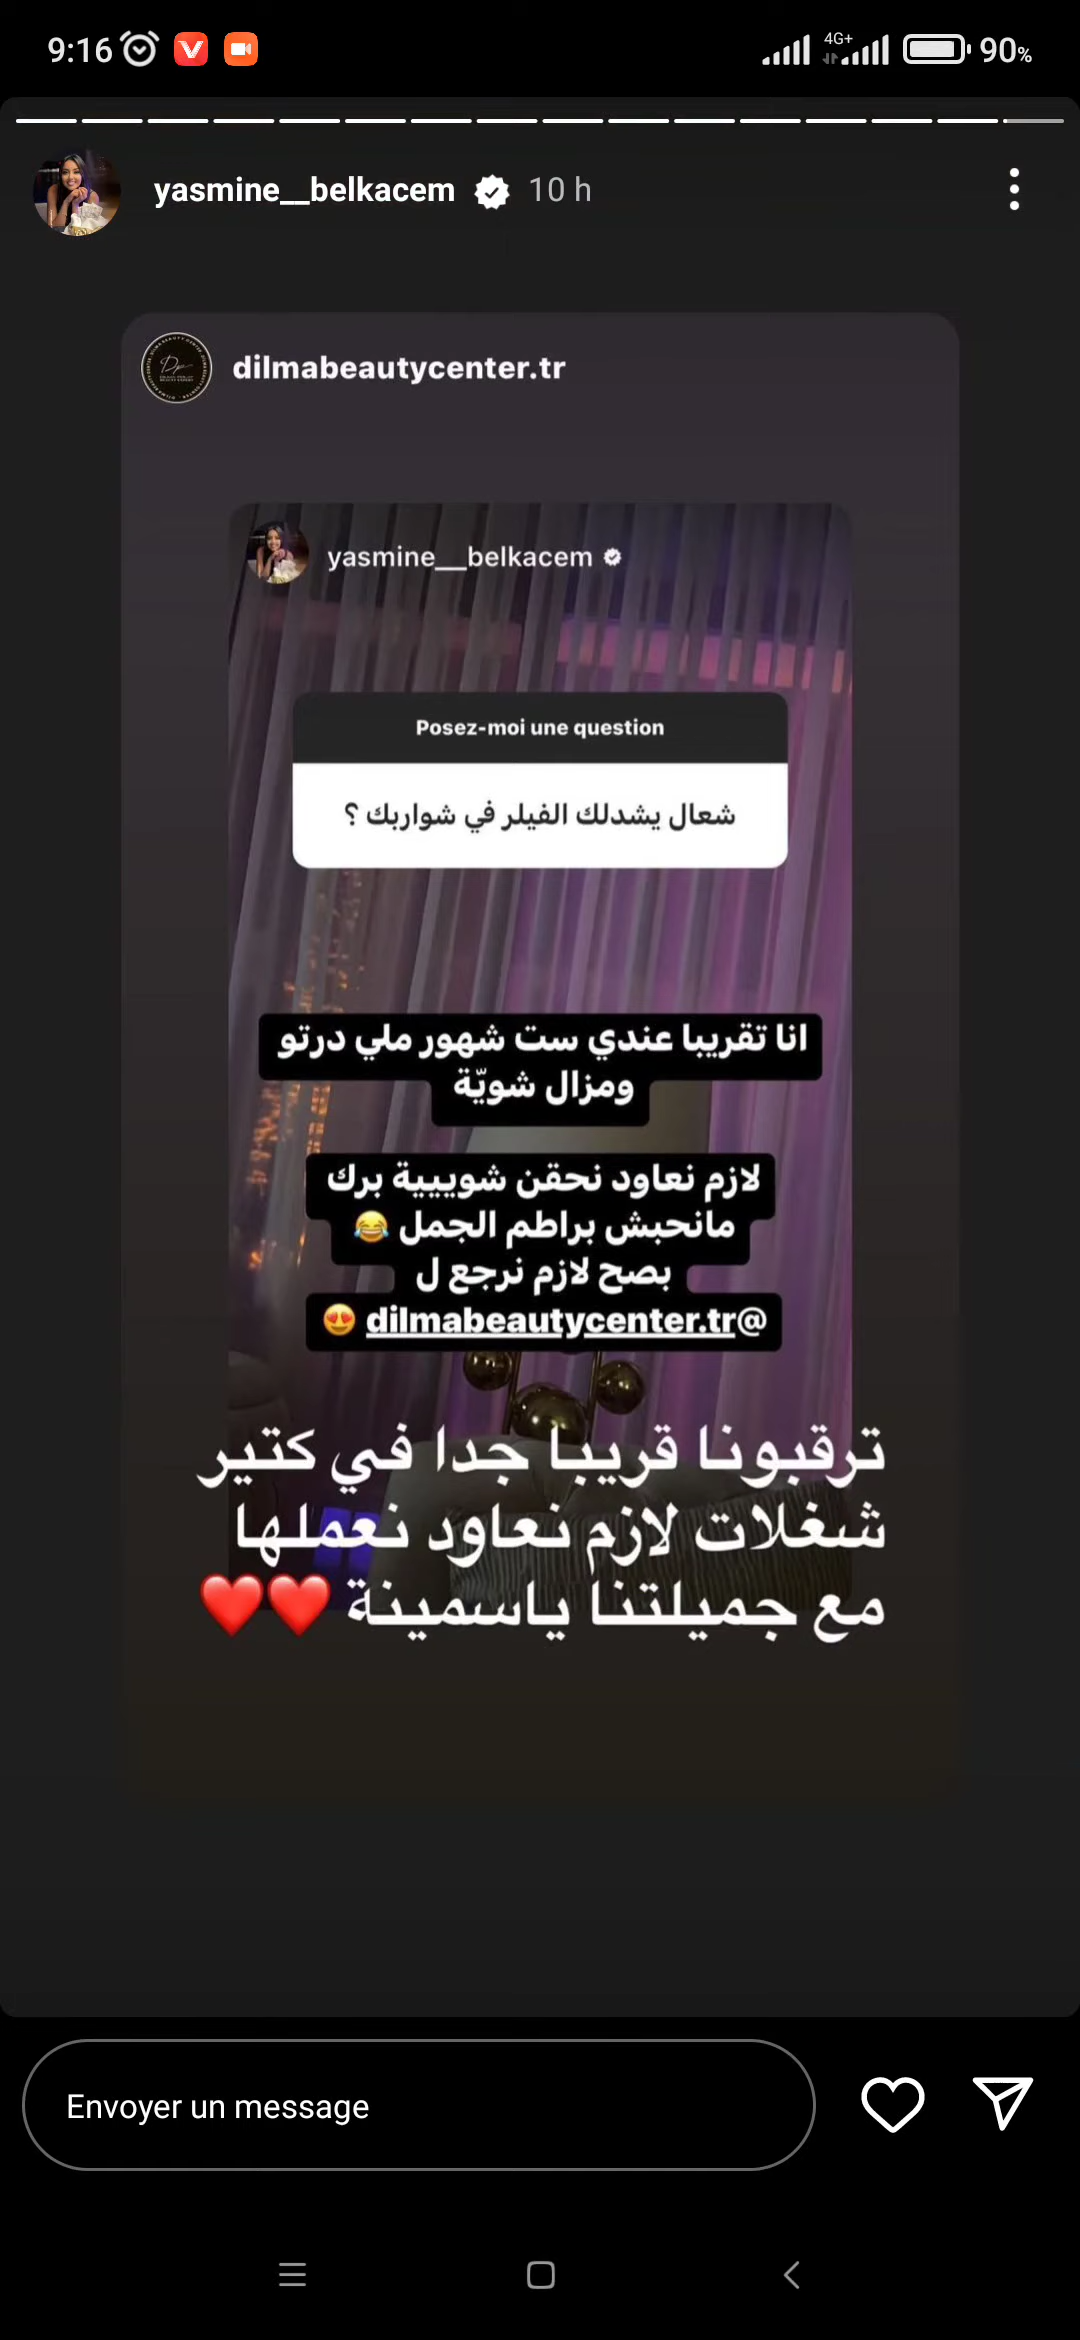 9:16
4G+
90%
yasmine__belkacem 10 h
dilmabeautycenter.tr
yasmine__belkacem
Posez-moi une question
شعال يشدلك الفيلر في شواربك ؟
انا تقريبا عندي ست شهور ملي درتو
ومزال شويّة
لازم نعاود نحقن شويييية برك
مانحبش براطم الجمل 😂
بصح لازم نرجع ل
@dilmabeautycenter.tr 😍
ترقبونا قريبا جدا في كتير
شغلات لازم نعاود نعملها
مع جميلتنا ياسمينة ❤️❤️
Envoyer un message